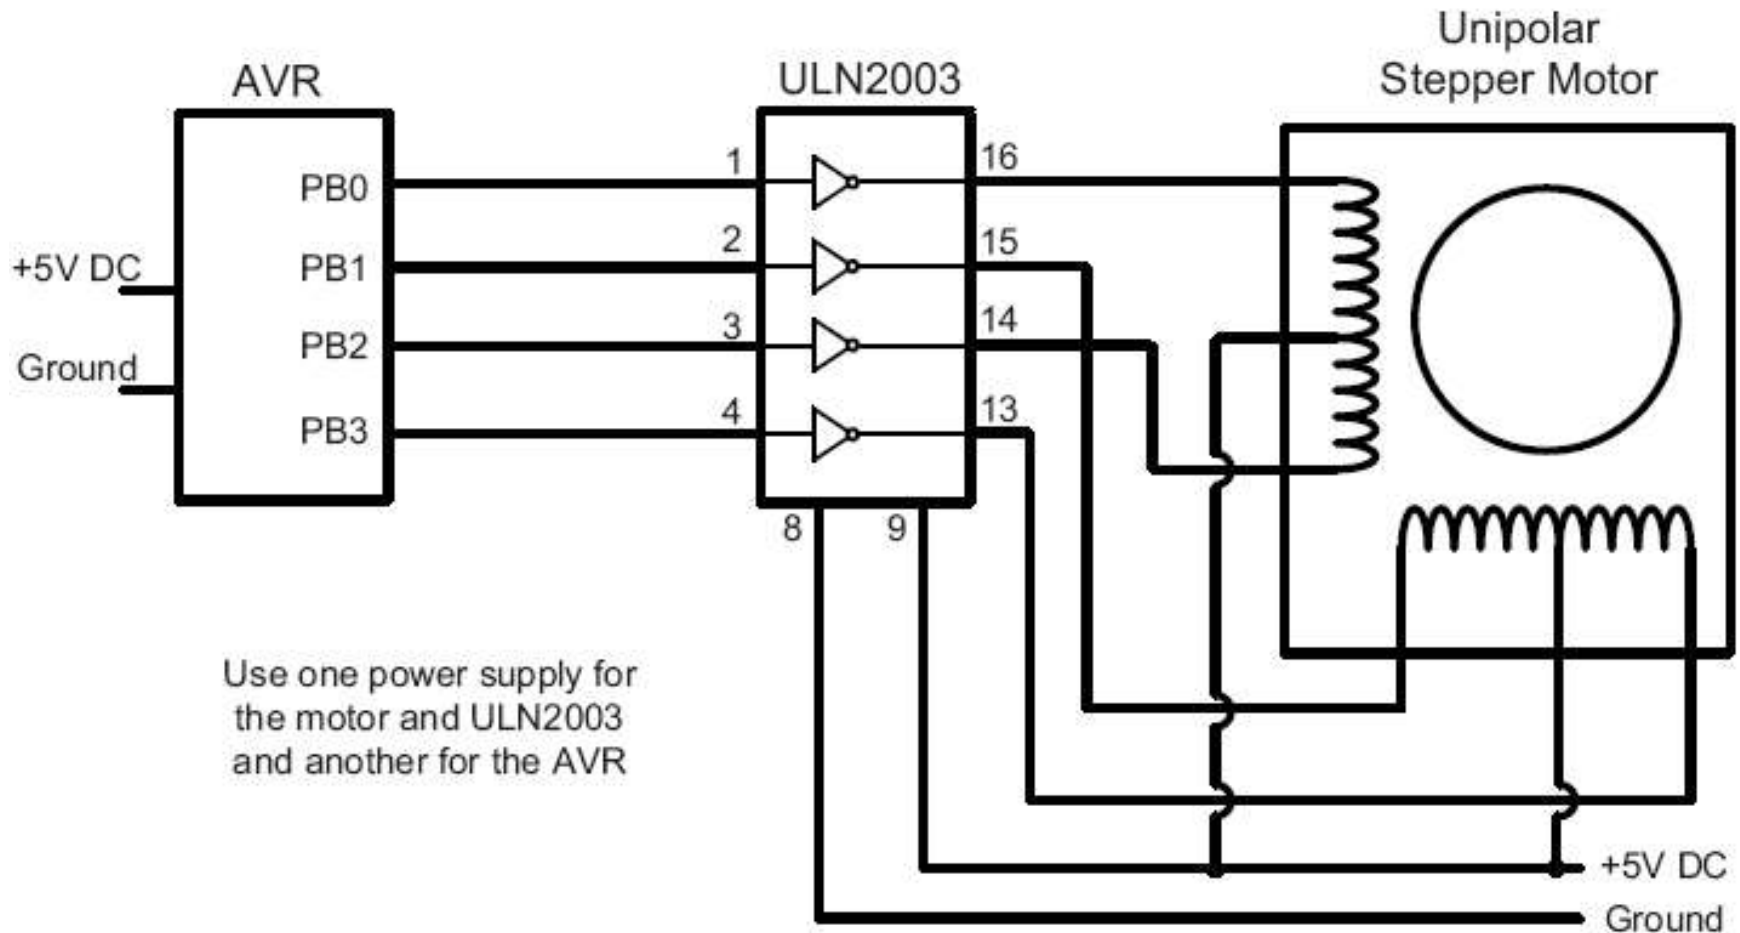 Unipolar
Stepper Motor
AVR
ULN2003
PB0
1
16
PB1
2
15
+5V DC
PB2
3
14
Ground
PB3
4
13
8
9
Use one power supply for
the motor and ULN2003
and another for the AVR
+5V DC
Ground